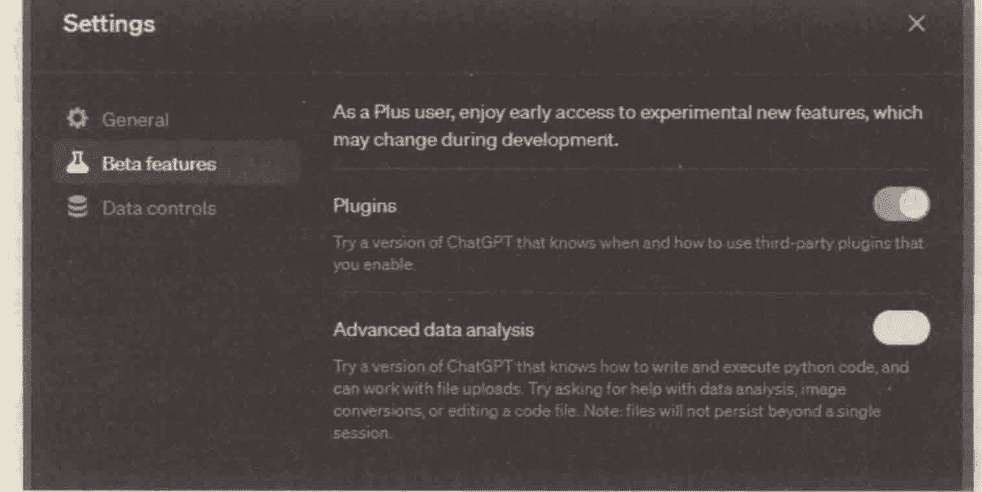 Settings
General
Beta features
Data controls
As a Plus user, enjoy early access to experimental new features, which
may change during development.
Plugins
Try a version of ChatGPT that knows when and how to use third-party plugins that
you enable.
Advanced data analysis
Try a version of ChatGPT that knows how to write and execute python code, and
can work with file uploads. Try asking for help with data analysis, image
conversions, or editing a code file. Note: files will not persist beyond a single
session.